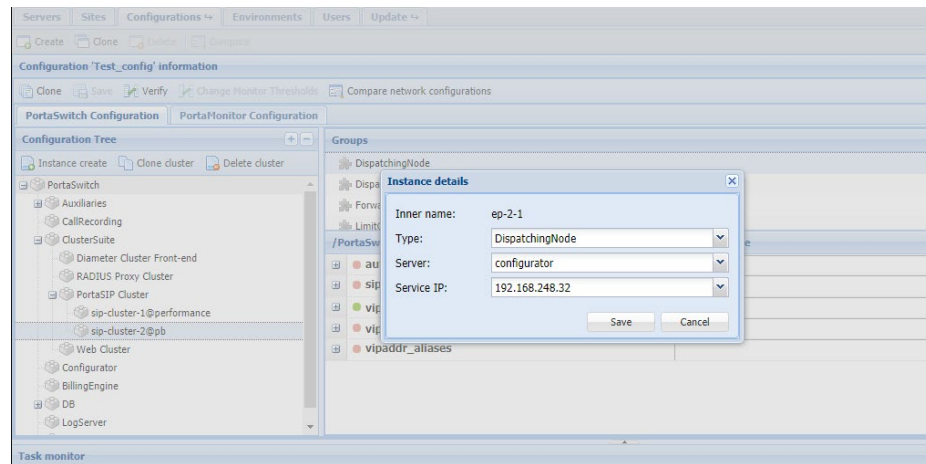 Servers Sites Configurations ↪ Environments Users Update ↪
Create Clone Delete Compare
Configuration 'Test_config' information
Clone Save Verify Change Monitor Thresholds Compare network configurations
PortaSwitch Configuration PortaMonitor Configuration
Configuration Tree
Groups
Instance create Clone cluster Delete cluster
DispatchingNode
PortaSwitch
Dispa
Auxiliaries
Forwa
CallRecording
Limit
ClusterSuite
/PortaSw
e
Diameter Cluster Front-end
au
RADIUS Proxy Cluster
sip
PortaSIP Cluster
vip
sip-cluster-1@performance
vip
sip-cluster-2@pb
vipaddr_aliases
Web Cluster
Configurator
BillingEngine
DB
LogServer
Instance details
Inner name: ep-2-1
Type: DispatchingNode
Server: configurator
Service IP: 192.168.248.32
Save Cancel
Task monitor